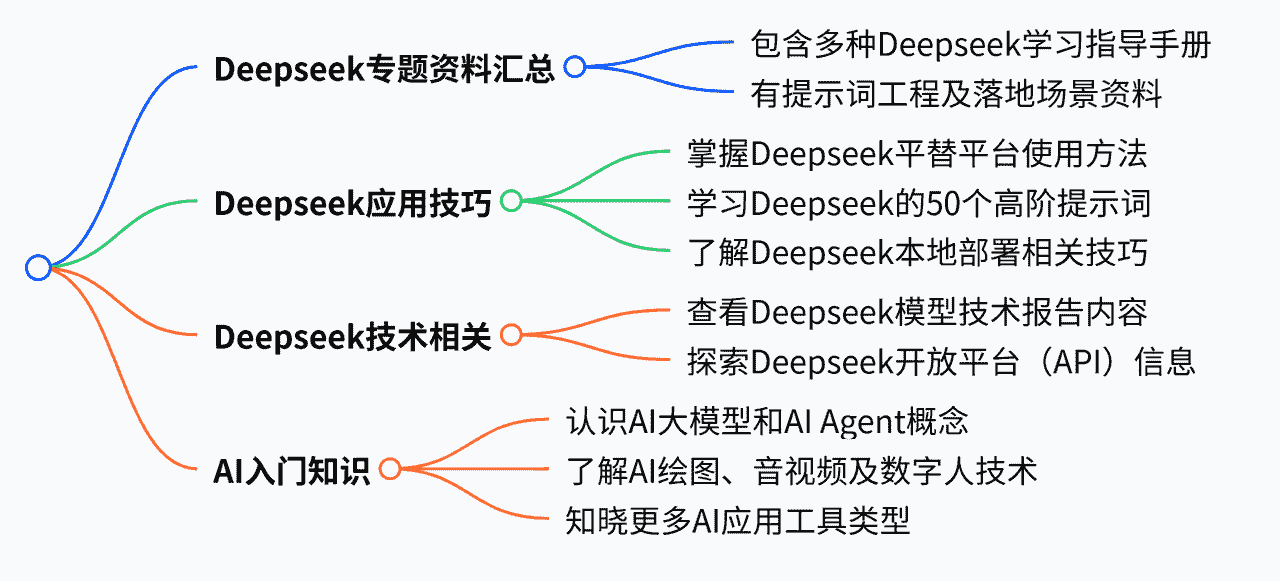 Deepseek专题资料汇总
包含多种Deepseek学习指导手册
有提示词工程及落地场景资料
Deepseek应用技巧
掌握Deepseek平替平台使用方法
学习Deepseek的50个高阶提示词
了解Deepseek本地部署相关技巧
Deepseek技术相关
查看Deepseek模型技术报告内容
探索Deepseek开放平台（API）信息
AI入门知识
认识AI大模型和AI Agent概念
了解AI绘图、音视频及数字人技术
知晓更多AI应用工具类型